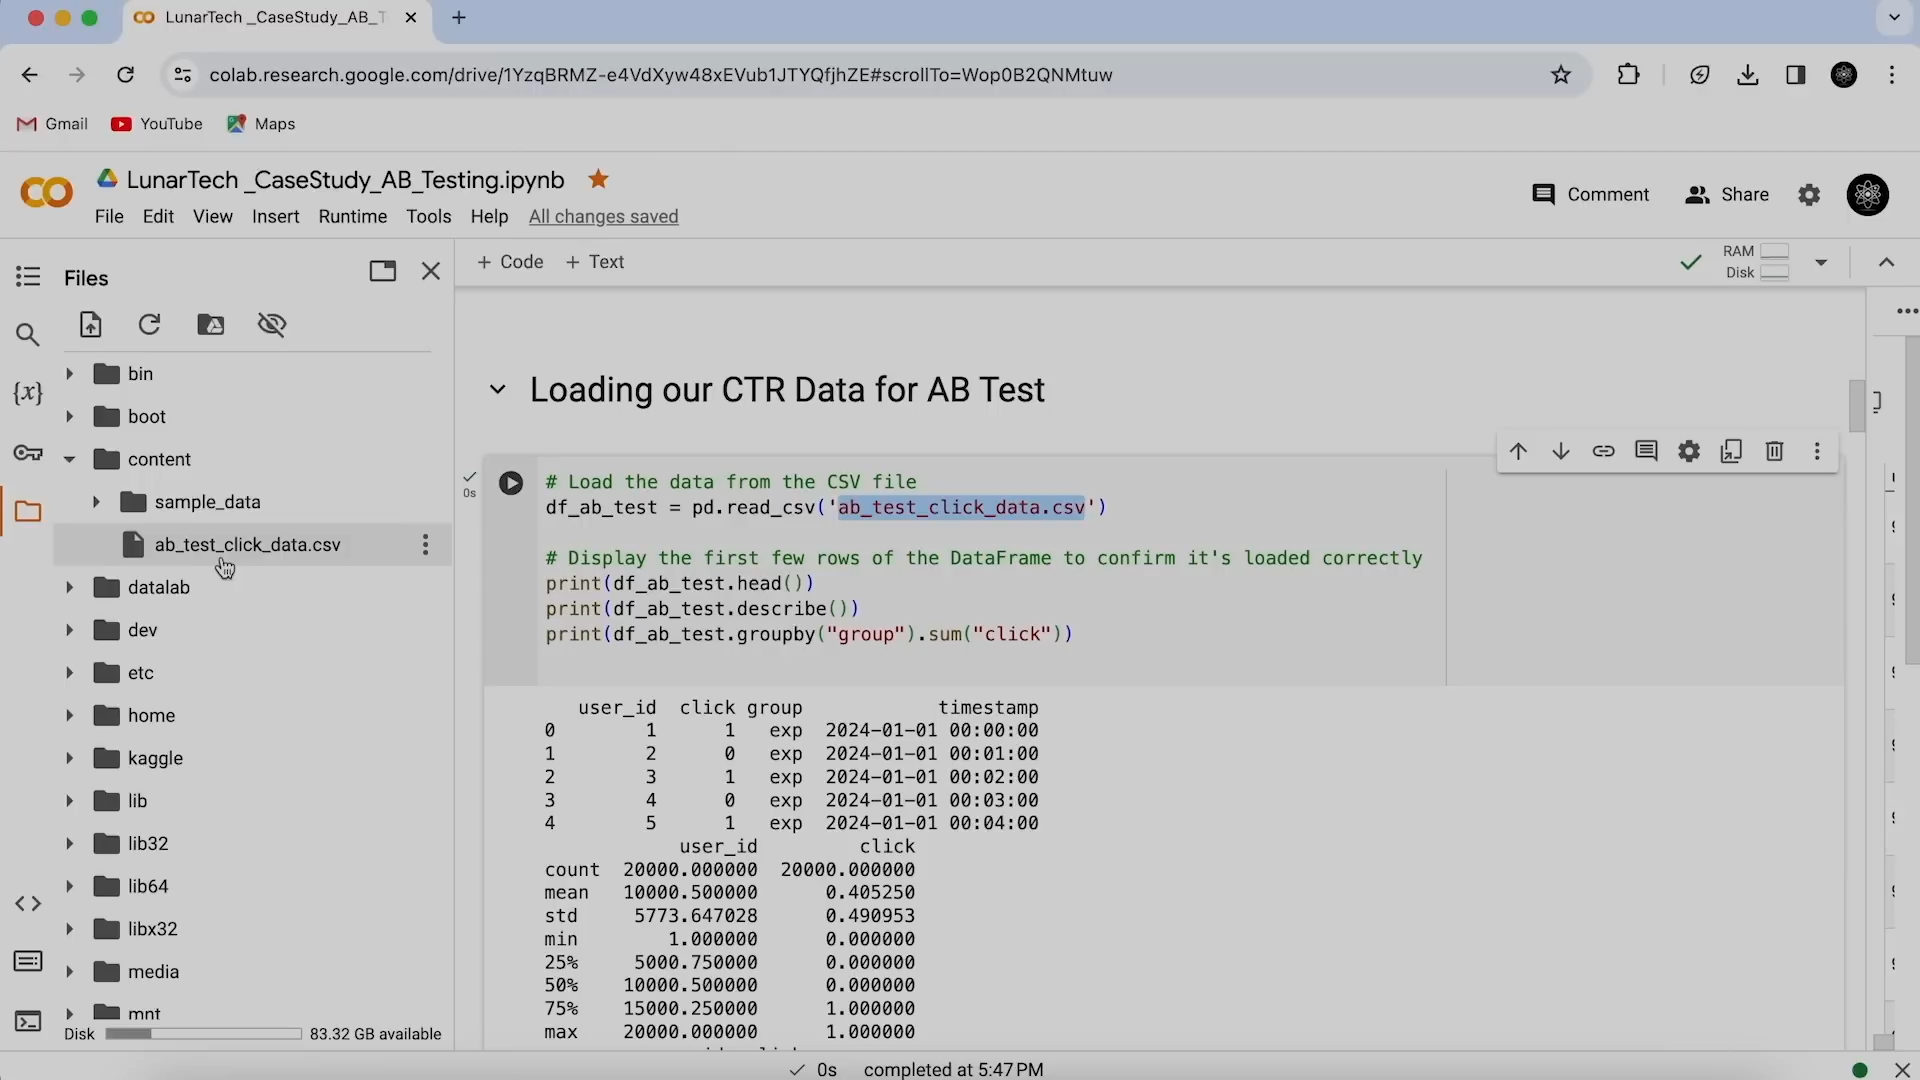 LunarTech _CaseStudy_AB_T
colab.research.google.com/drive/1YzqBRMZ-e4VdXyw48xEVub1JTYQfjhZE#scrollTo=Wop0B2QNMtuw
Gmail YouTube Maps
LunarTech _CaseStudy_AB_Testing.ipynb
Comment Share
File Edit View Insert Runtime Tools Help All changes saved
Files
+ Code + Text
RAM
Disk
bin
boot
content
sample_data
ab_test_click_data.csv
datalab
dev
etc
home
kaggle
lib
lib32
lib64
libx32
media
mnt
Disk 83.32 GB available
Loading our CTR Data for AB Test
0s
# Load the data from the CSV file
df_ab_test = pd.read_csv('ab_test_click_data.csv')
# Display the first few rows of the DataFrame to confirm it's loaded correctly
print(df_ab_test.head())
print(df_ab_test.describe())
print(df_ab_test.groupby("group").sum("click"))
user_id click group timestamp
0 1 1 exp 2024-01-01 00:00:00
1 2 0 exp 2024-01-01 00:01:00
2 3 1 exp 2024-01-01 00:02:00
3 4 0 exp 2024-01-01 00:03:00
4 5 1 exp 2024-01-01 00:04:00
user_id click
count 20000.000000 20000.000000
mean 10000.500000 0.405250
std 5773.647028 0.490953
min 1.000000 0.000000
25% 5000.750000 0.000000
50% 10000.500000 0.000000
75% 15000.250000 1.000000
max 20000.000000 1.000000
0s completed at 5:47 PM